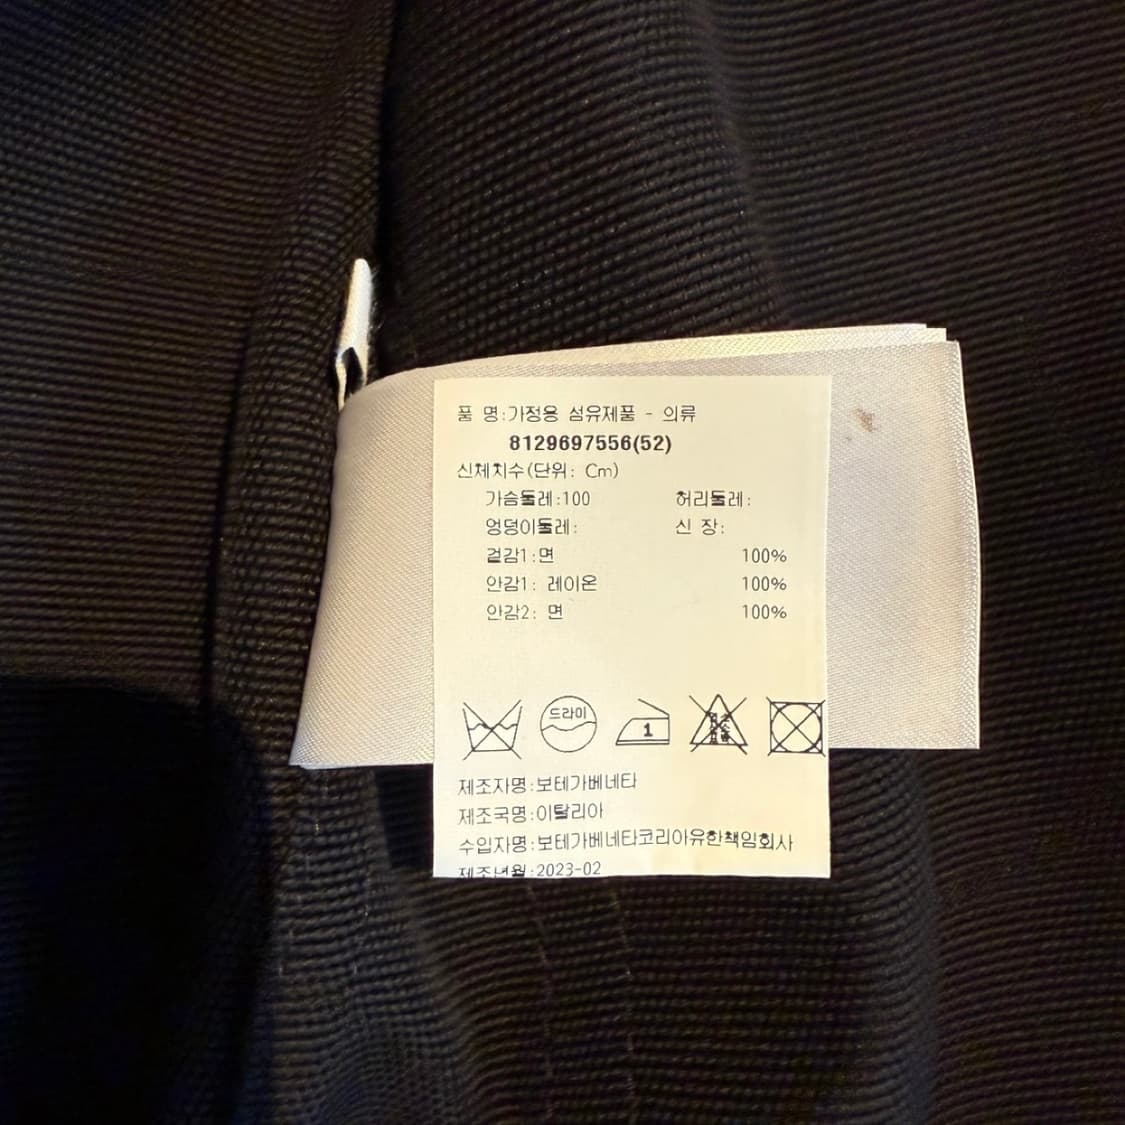 품 명:가정용 섬유제품 - 의류
8129697556(52)
신체치수(단위: Cm)
가슴둘레:100 허리둘레:
엉덩이둘레: 신 장:
겉감1:면 100%
안감1: 레이온 100%
안감2: 면 100%
드라이 1
제조자명:보테가베네타
제조국명:이탈리아
수입자명:보테가베네타코리아유한책임회사
제조년월:2023-02